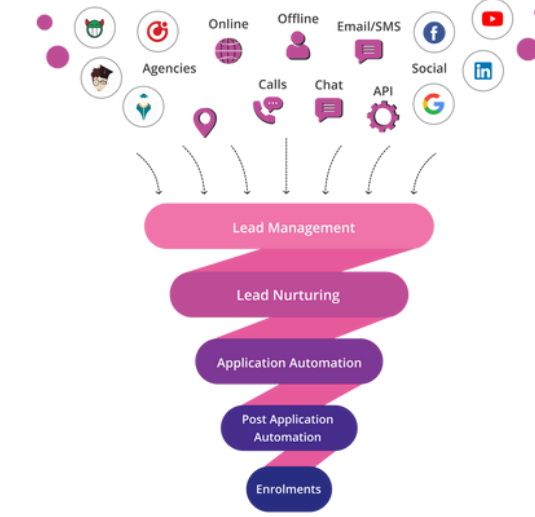 Online
Offline
Email/SMS
Agencies
Calls
Chat
API
Social
Lead Management
Lead Nurturing
Application Automation
Post Application
Automation
Enrolments